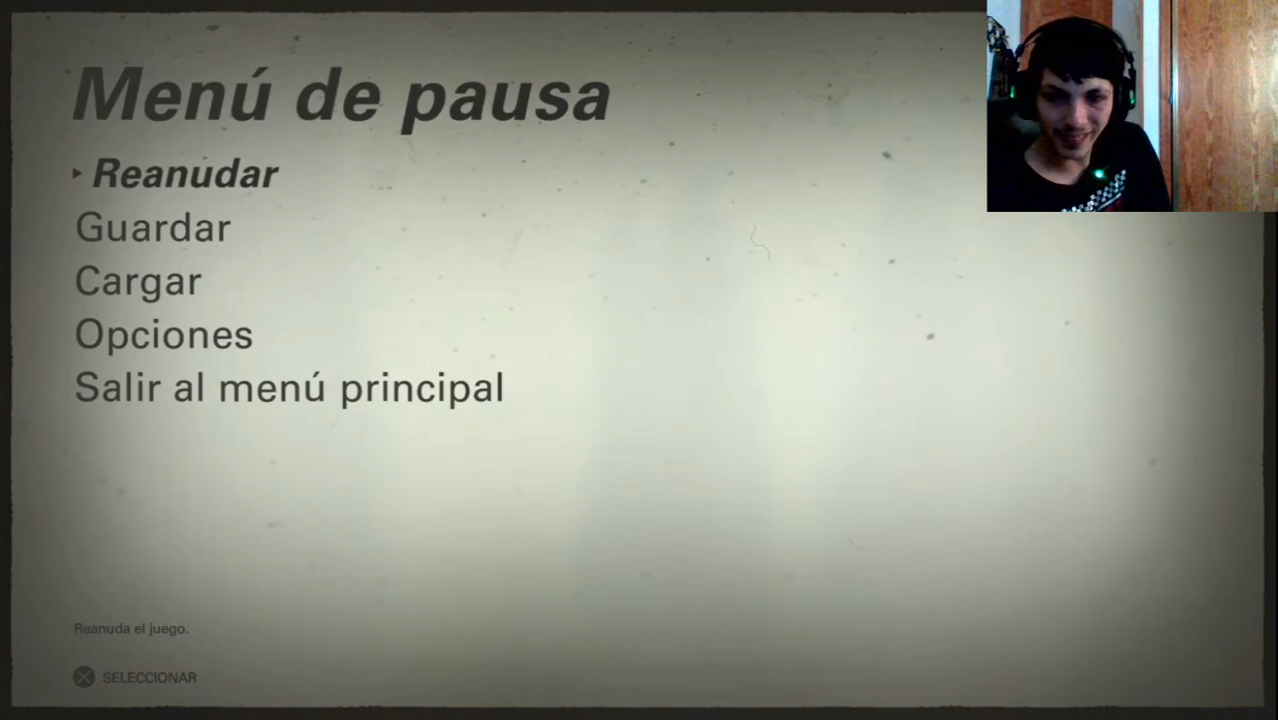 Menú de pausa
Reanudar
Guardar
Cargar
Opciones
Salir al menú principal
Reanuda el juego.
SELECCIONAR